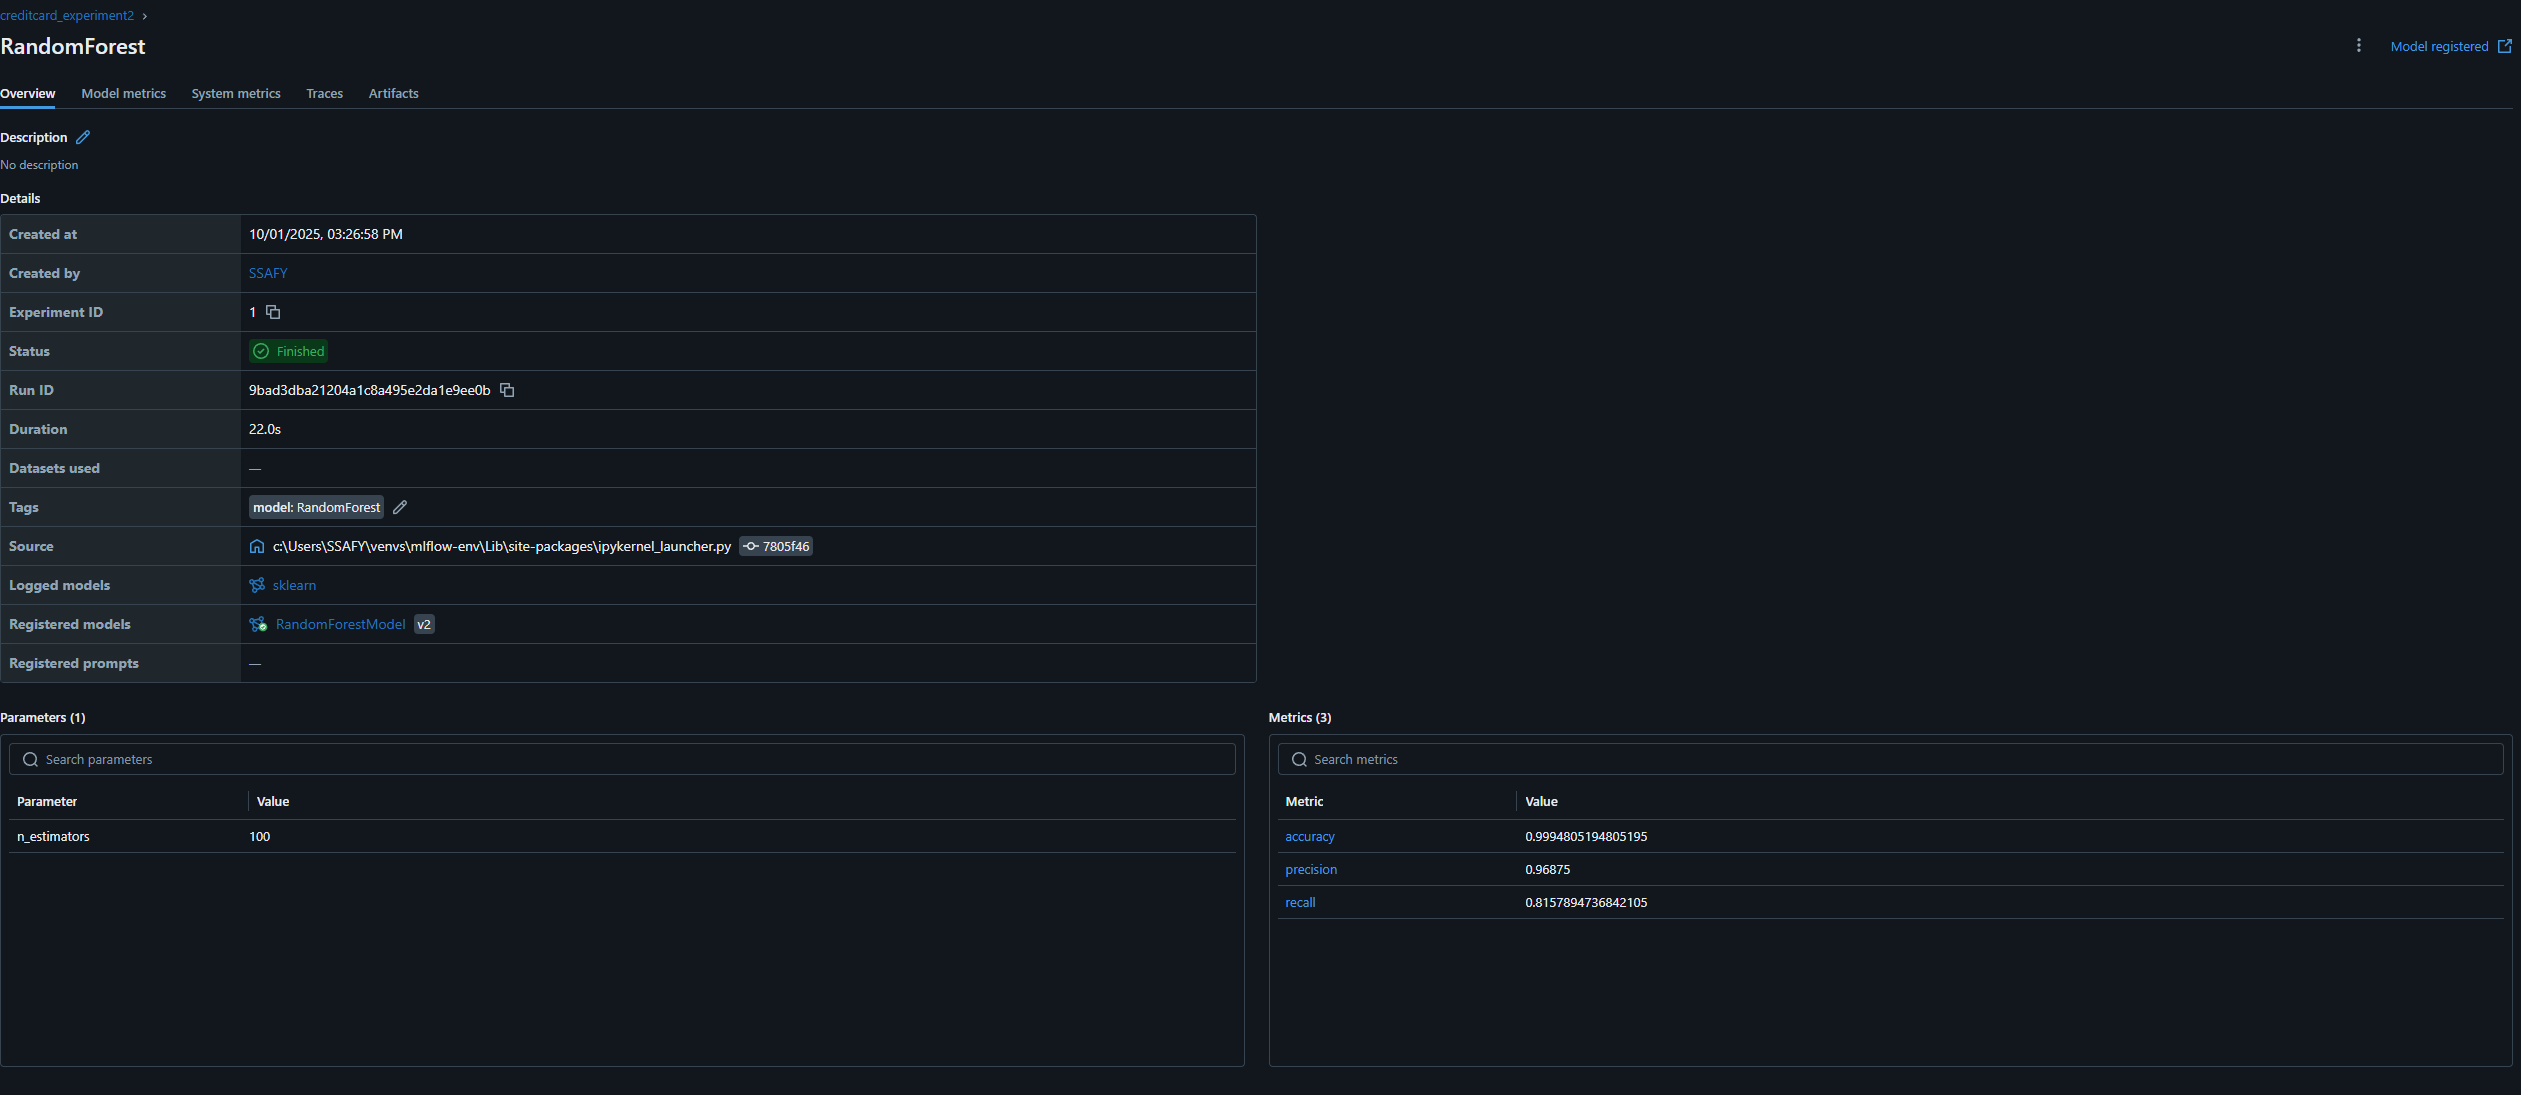 creditcard_experiment2 ›
RandomForest
Model registered
Overview Model metrics System metrics Traces Artifacts
Description
No description
Details
Created at 10/01/2025, 03:26:58 PM
Created by SSAFY
Experiment ID 1
Status Finished
Run ID 9bad3dba21204a1c8a495e2da1e9ee0b
Duration 22.0s
Datasets used —
Tags model: RandomForest
Source c:\Users\SSAFY\venvs\mlflow-env\Lib\site-packages\ipykernel_launcher.py 7805f46
Logged models sklearn
Registered models RandomForestModel v2
Registered prompts —
Parameters (1)
Search parameters
Parameter Value
n_estimators 100
Metrics (3)
Search metrics
Metric Value
accuracy 0.9994805194805195
precision 0.96875
recall 0.8157894736842105